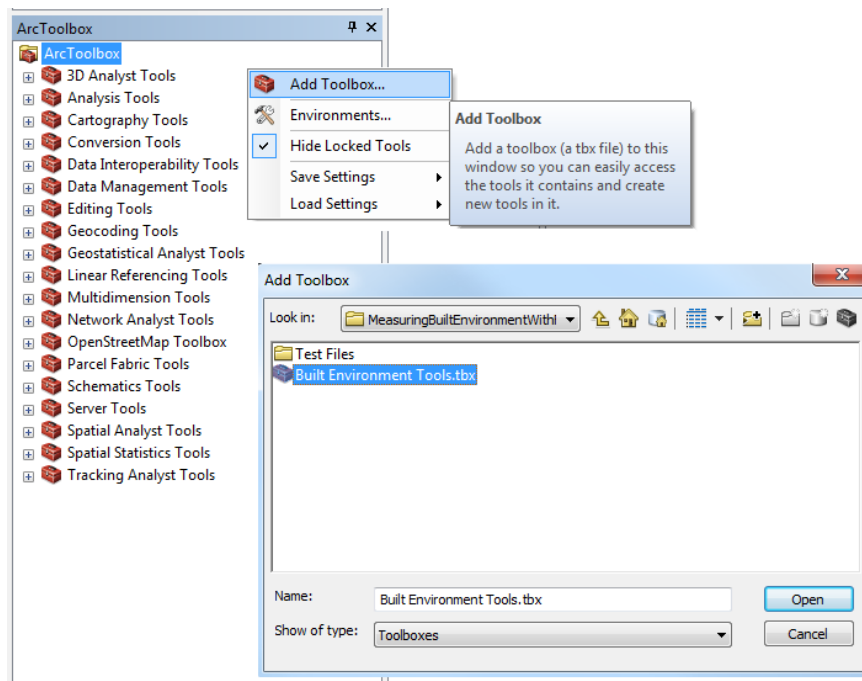 ArcToolbox
ArcToolbox
3D Analyst Tools
Analysis Tools
Cartography Tools
Conversion Tools
Data Interoperability Tools
Data Management Tools
Editing Tools
Geocoding Tools
Geostatistical Analyst Tools
Linear Referencing Tools
Multidimension Tools
Network Analyst Tools
OpenStreetMap Toolbox
Parcel Fabric Tools
Schematics Tools
Server Tools
Spatial Analyst Tools
Spatial Statistics Tools
Tracking Analyst Tools
Add Toolbox...
Environments...
Hide Locked Tools
Save Settings
Load Settings
Add Toolbox
Add a toolbox (a tbx file) to this
window so you can easily access
the tools it contains and create
new tools in it.
Add Toolbox
Look in: MeasuringBuiltEnvironmentWithI
Test Files
Built Environment Tools.tbx
Name: Built Environment Tools.tbx Open
Show of type: Toolboxes Cancel